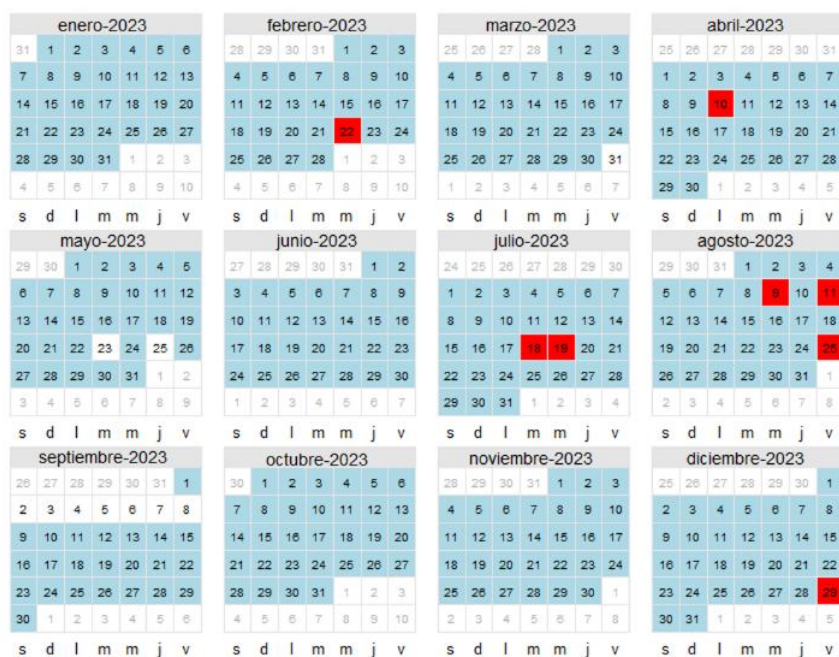 enero-2023
31 1 2 3 4 5 6
7 8 9 10 11 12 13
14 15 16 17 18 19 20
21 22 23 24 25 26 27
28 29 30 31 1 2 3
4 5 6 7 8 9 10
s d l m m j v
febrero-2023
28 29 30 31 1 2 3
4 5 6 7 8 9 10
11 12 13 14 15 16 17
18 19 20 21 22 23 24
25 26 27 28 1 2 3
4 5 6 7 8 9 10
s d l m m j v
marzo-2023
25 26 27 28 1 2 3
4 5 6 7 8 9 10
11 12 13 14 15 16 17
18 19 20 21 22 23 24
25 26 27 28 29 30 31
1 2 3 4 5 6 7
s d l m m j v
abril-2023
25 26 27 28 29 30 31
1 2 3 4 5 6 7
8 9 10 11 12 13 14
15 16 17 18 19 20 21
22 23 24 25 26 27 28
29 30 1 2 3 4 5
s d l m m j v
mayo-2023
29 30 1 2 3 4 5
6 7 8 9 10 11 12
13 14 15 16 17 18 19
20 21 22 23 24 25 26
27 28 29 30 31 1 2
3 4 5 6 7 8 9
s d l m m j v
junio-2023
27 28 29 30 31 1 2
3 4 5 6 7 8 9
10 11 12 13 14 15 16
17 18 19 20 21 22 23
24 25 26 27 28 29 30
1 2 3 4 5 6 7
s d l m m j v
julio-2023
24 25 26 27 28 29 30
1 2 3 4 5 6 7
8 9 10 11 12 13 14
15 16 17 18 19 20 21
22 23 24 25 26 27 28
29 30 31 1 2 3 4
s d l m m j v
agosto-2023
29 30 31 1 2 3 4
5 6 7 8 9 10 11
12 13 14 15 16 17 18
19 20 21 22 23 24 25
26 27 28 29 30 31 1
2 3 4 5 6 7 8
s d l m m j v
septiembre-2023
26 27 28 29 30 31 1
2 3 4 5 6 7 8
9 10 11 12 13 14 15
16 17 18 19 20 21 22
23 24 25 26 27 28 29
30 1 2 3 4 5 6
s d l m m j v
octubre-2023
30 1 2 3 4 5 6
7 8 9 10 11 12 13
14 15 16 17 18 19 20
21 22 23 24 25 26 27
28 29 30 31 1 2 3
4 5 6 7 8 9 10
s d l m m j v
noviembre-2023
28 29 30 31 1 2 3
4 5 6 7 8 9 10
11 12 13 14 15 16 17
18 19 20 21 22 23 24
25 26 27 28 29 30 1
2 3 4 5 6 7 8
s d l m m j v
diciembre-2023
25 26 27 28 29 30 1
2 3 4 5 6 7 8
9 10 11 12 13 14 15
16 17 18 19 20 21 22
23 24 25 26 27 28 29
30 31 1 2 3 4 5
s d l m m j v